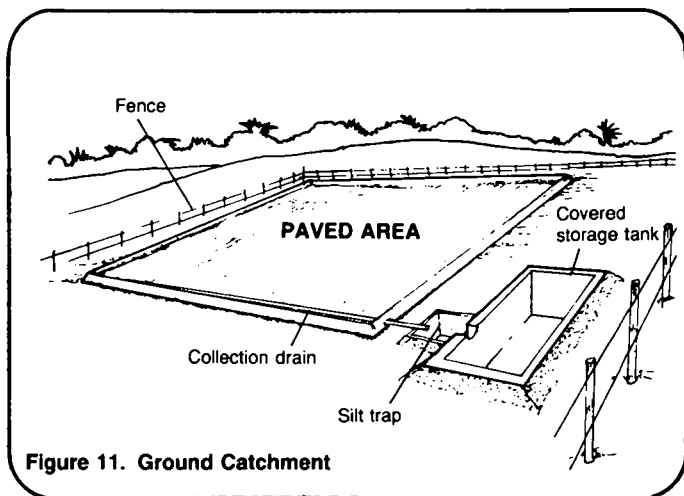 Fence
PAVED AREA
Covered
storage tank
Collection drain
Silt trap
Figure 11. Ground Catchment